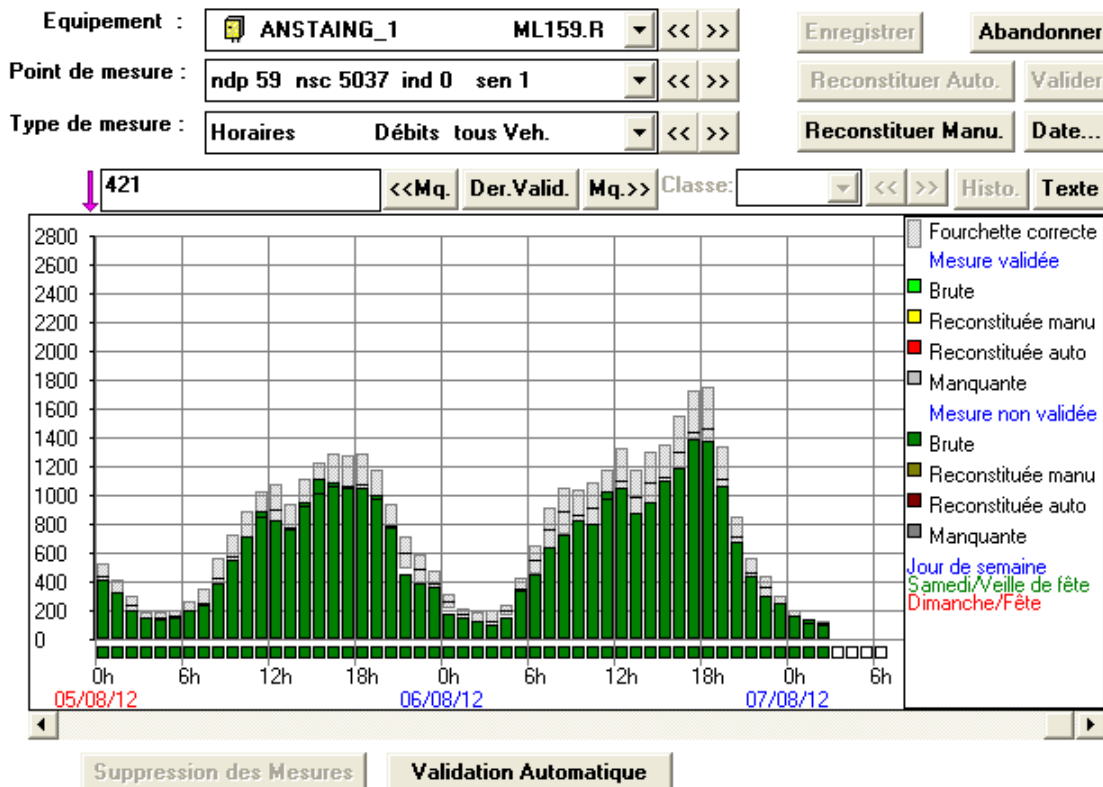 Equipement : ANSTAING_1 ML159.R << >> Enregistrer Abandonner
Point de mesure : ndp 59 nsc 5037 ind 0 sen 1 << >> Reconstituer Auto. Valider
Type de mesure : Horaires Débits tous Veh. << >> Reconstituer Manu. Date...
421 <<Mq. Der.Valid. Mq.>> Classe: << >> Histo. Texte
2800
2600
2400
2200
2000
1800
1600
1400
1200
1000
800
600
400
200
0
0h 6h 12h 18h 0h 6h 12h 18h 0h 6h
05/08/12 06/08/12 07/08/12
Fourchette correcte
Mesure validée
Brute
Reconstituée manu
Reconstituée auto
Manquante
Mesure non validée
Brute
Reconstituée manu
Reconstituée auto
Manquante
Jour de semaine
Samedi/Veille de fête
Dimanche/Fête
Suppression des Mesures Validation Automatique